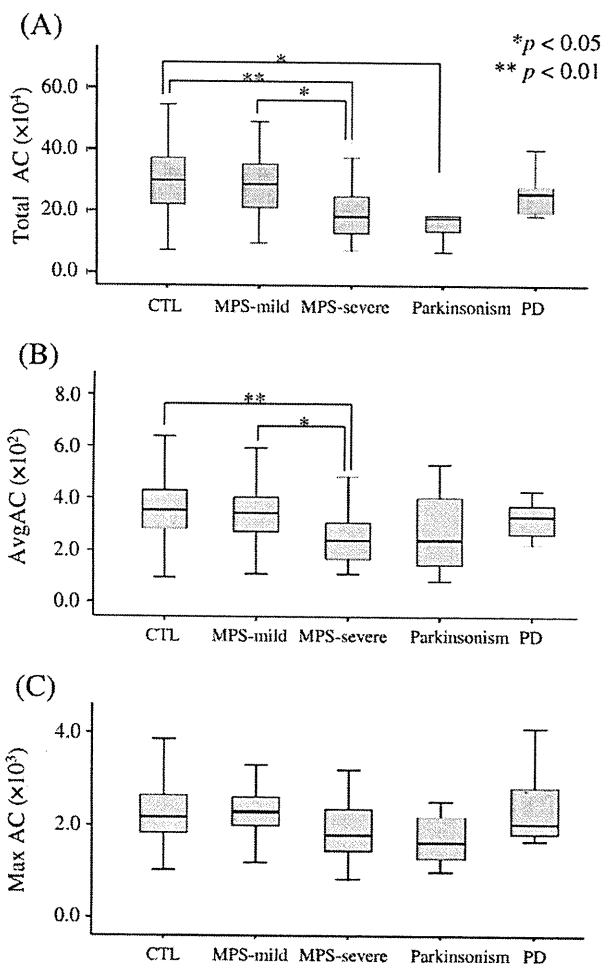 (A)
*p < 0.05
** p < 0.01
*
**
*
Total AC (×10⁴)
60.0
40.0
20.0
0.0
CTL MPS-mild MPS-severe Parkinsonism PD
(B)
**
*
AvgAC (×10²)
8.0
6.0
4.0
2.0
0.0
CTL MPS-mild MPS-severe Parkinsonism PD
(C)
Max AC (×10³)
4.0
2.0
0.0
CTL MPS-mild MPS-severe Parkinsonism PD